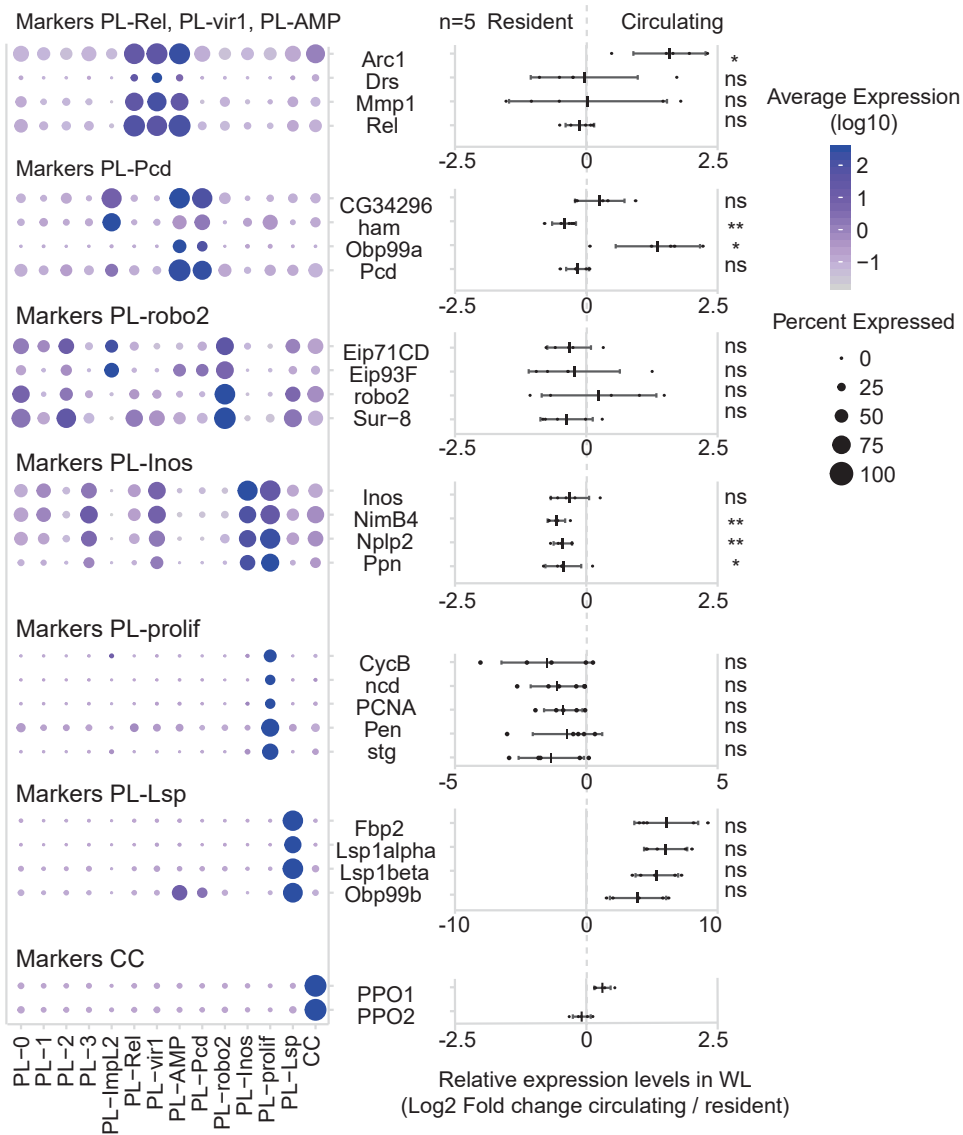 Markers PL-Rel, PL-vir1, PL-AMP
n=5 Resident Circulating
Arc1 *
Drs ns
Mmp1 ns
Rel ns
-2.5 0 2.5
Average Expression
(log10)
2
1
0
−1
Markers PL-Pcd
CG34296 ns
ham **
Obp99a *
Pcd ns
-2.5 0 2.5
Percent Expressed
0
25
50
75
100
Markers PL-robo2
Eip71CD ns
Eip93F ns
robo2 ns
Sur−8 ns
-2.5 0 2.5
Markers PL-Inos
Inos ns
NimB4 **
Nplp2 **
Ppn *
-2.5 0 2.5
Markers PL-prolif
CycB ns
ncd ns
PCNA ns
Pen ns
stg ns
-5 0 5
Markers PL-Lsp
Fbp2 ns
Lsp1alpha ns
Lsp1beta ns
Obp99b ns
-10 0 10
Markers CC
PPO1
PPO2
-2.5 0 2.5
PL−0
PL−1
PL−2
PL−3
PL−ImpL2
PL−Rel
PL−vir1
PL−AMP
PL−Pcd
PL−robo2
PL−Inos
PL−prolif
PL−Lsp
CC
Relative expression levels in WL
(Log2 Fold change circulating / resident)